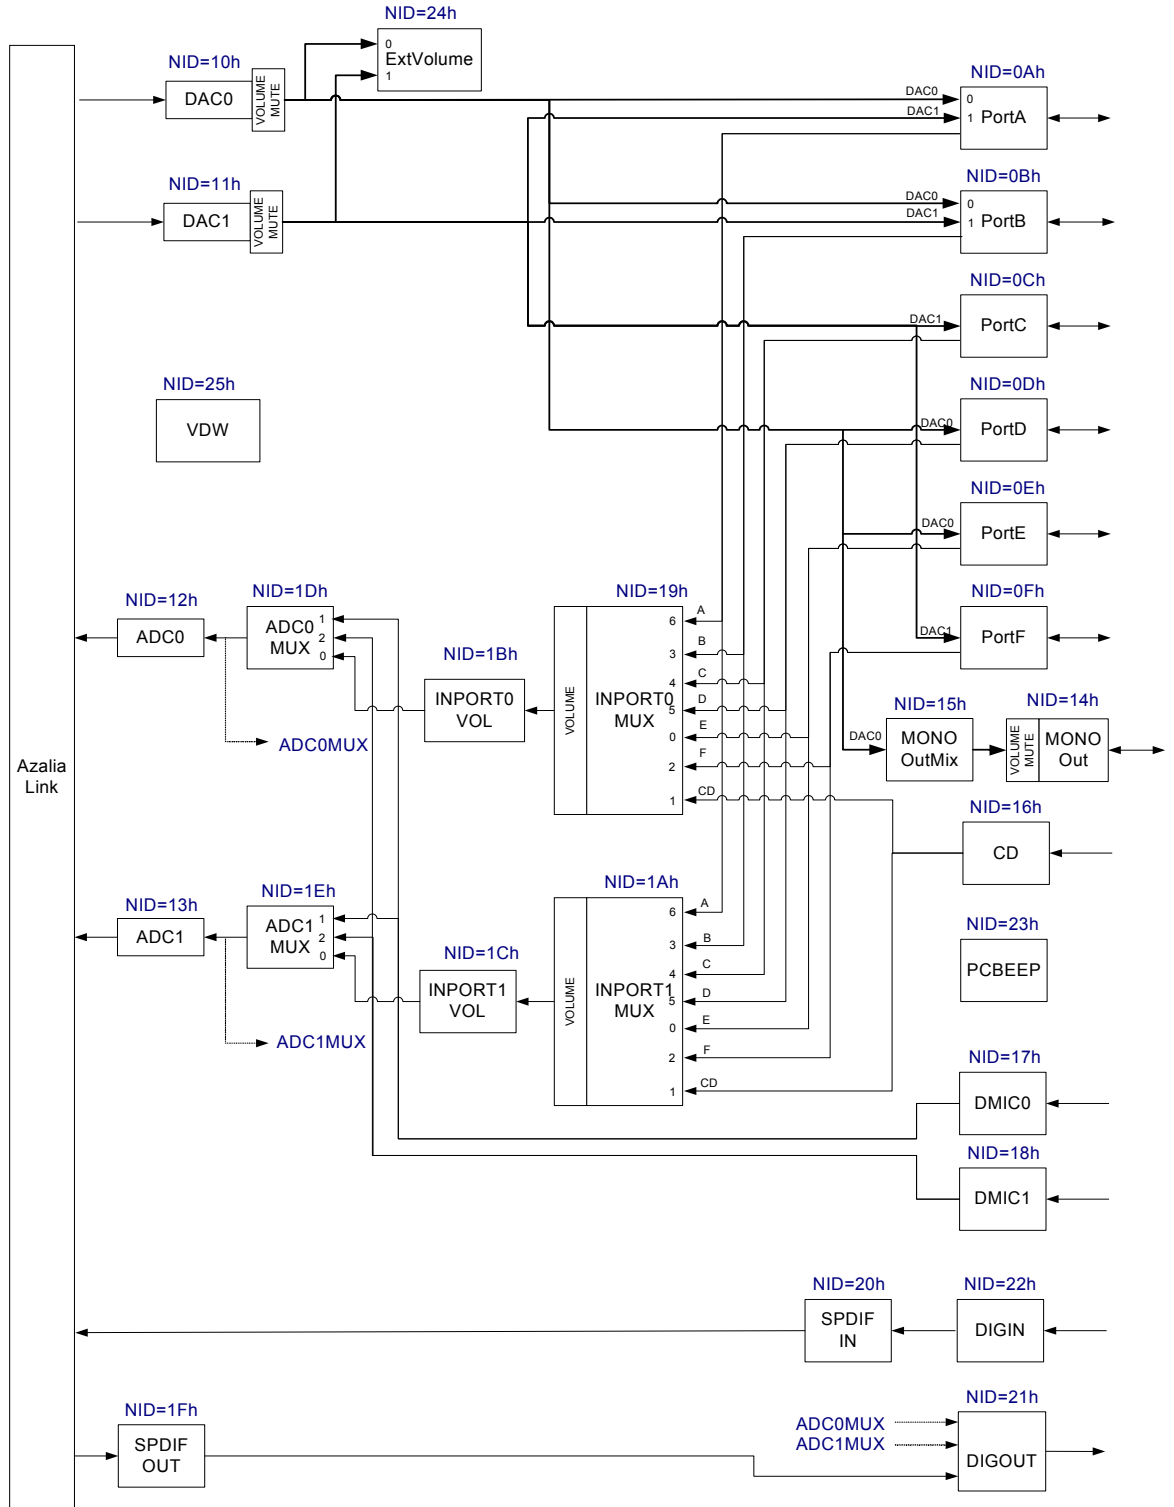 NID=24h
0
ExtVolume
1
NID=10h
DAC0
VOLUME
MUTE
NID=0Ah
DAC0
0
DAC1
1
PortA
NID=11h
DAC1
VOLUME
MUTE
NID=0Bh
DAC0
0
DAC1
1
PortB
NID=0Ch
DAC1
PortC
NID=25h
VDW
NID=0Dh
DAC0
PortD
NID=0Eh
DAC0
PortE
NID=0Fh
DAC1
PortF
NID=12h
ADC0
NID=1Dh
ADC0
MUX
1
2
0
ADC0MUX
NID=1Bh
INPORT0
VOL
NID=19h
VOLUME
INPORT0
MUX
A
6
B
3
C
4
D
5
E
0
F
2
CD
1
NID=15h
DAC0
MONO
OutMix
NID=14h
VOLUME
MUTE
MONO
Out
Azalia
Link
NID=16h
CD
NID=13h
ADC1
NID=1Eh
ADC1
MUX
1
2
0
ADC1MUX
NID=1Ch
INPORT1
VOL
NID=1Ah
VOLUME
INPORT1
MUX
A
6
B
3
C
4
D
5
E
0
F
2
CD
1
NID=23h
PCBEEP
NID=17h
DMIC0
NID=18h
DMIC1
NID=20h
SPDIF
IN
NID=22h
DIGIN
NID=1Fh
SPDIF
OUT
NID=21h
ADC0MUX
ADC1MUX
DIGOUT